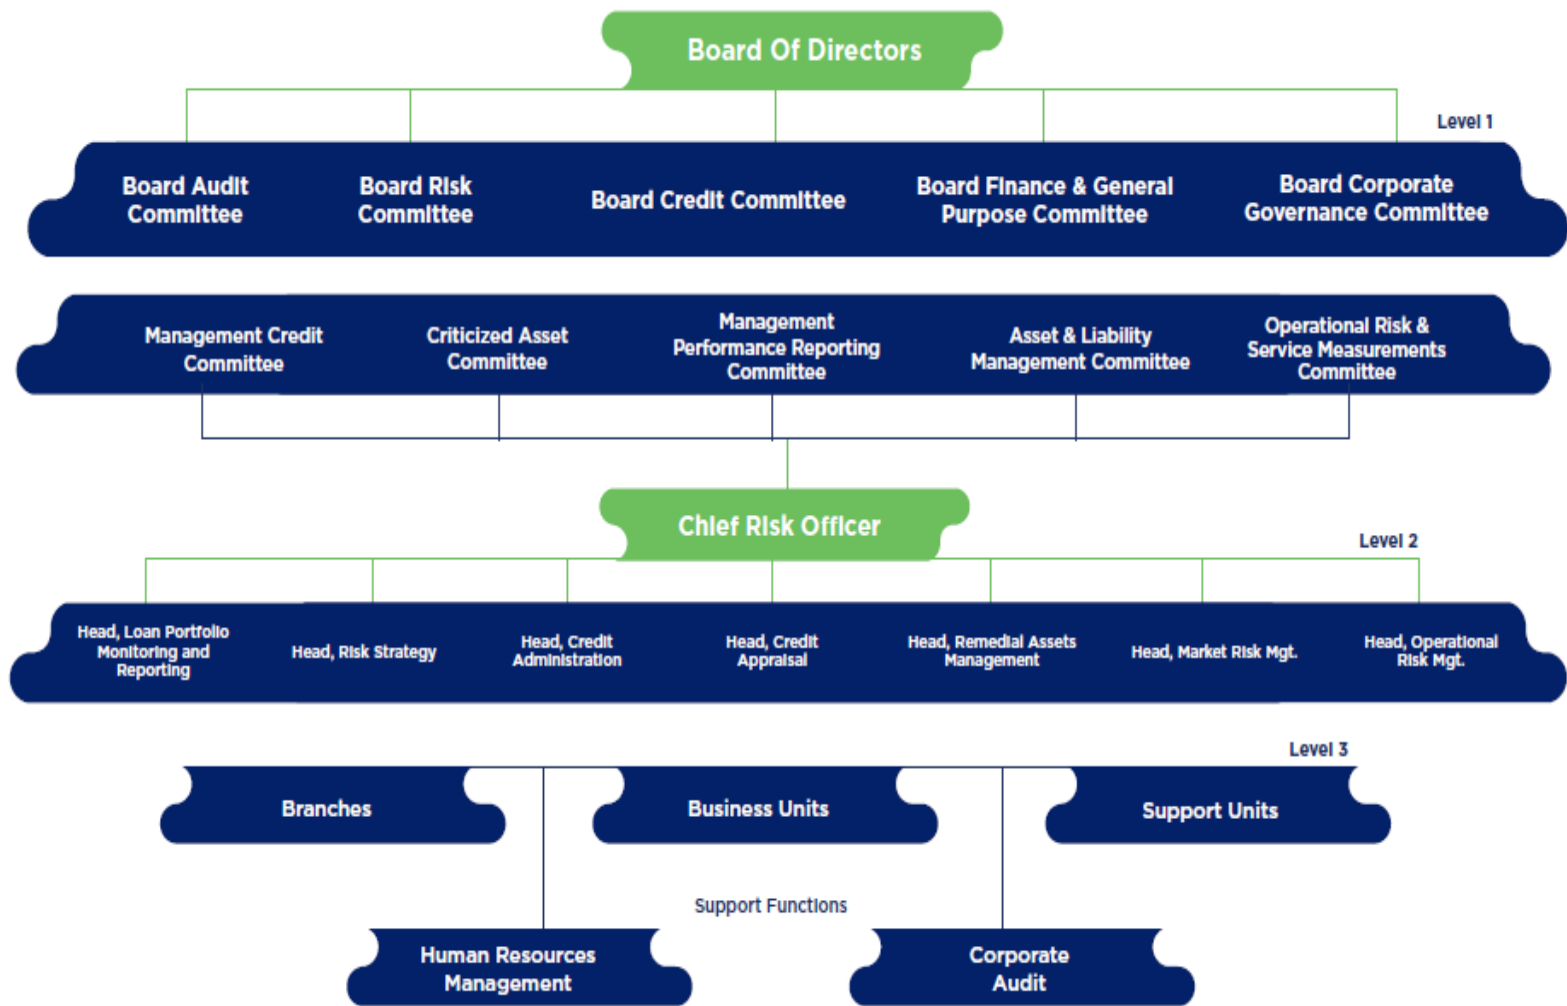 Board Of Directors
Level 1
Board Audit
Committee
Board Risk
Committee
Board Credit Committee
Board Finance & General
Purpose Committee
Board Corporate
Governance Committee
Management Credit
Committee
Criticized Asset
Committee
Management
Performance Reporting
Committee
Asset & Liability
Management Committee
Operational Risk &
Service Measurements
Committee
Chief Risk Officer
Level 2
Head, Loan Portfolio
Monitoring and
Reporting
Head, Risk Strategy
Head, Credit
Administration
Head, Credit
Appraisal
Head, Remedial Assets
Management
Head, Market Risk Mgt.
Head, Operational
Risk Mgt.
Level 3
Branches
Business Units
Support Units
Support Functions
Human Resources
Management
Corporate
Audit